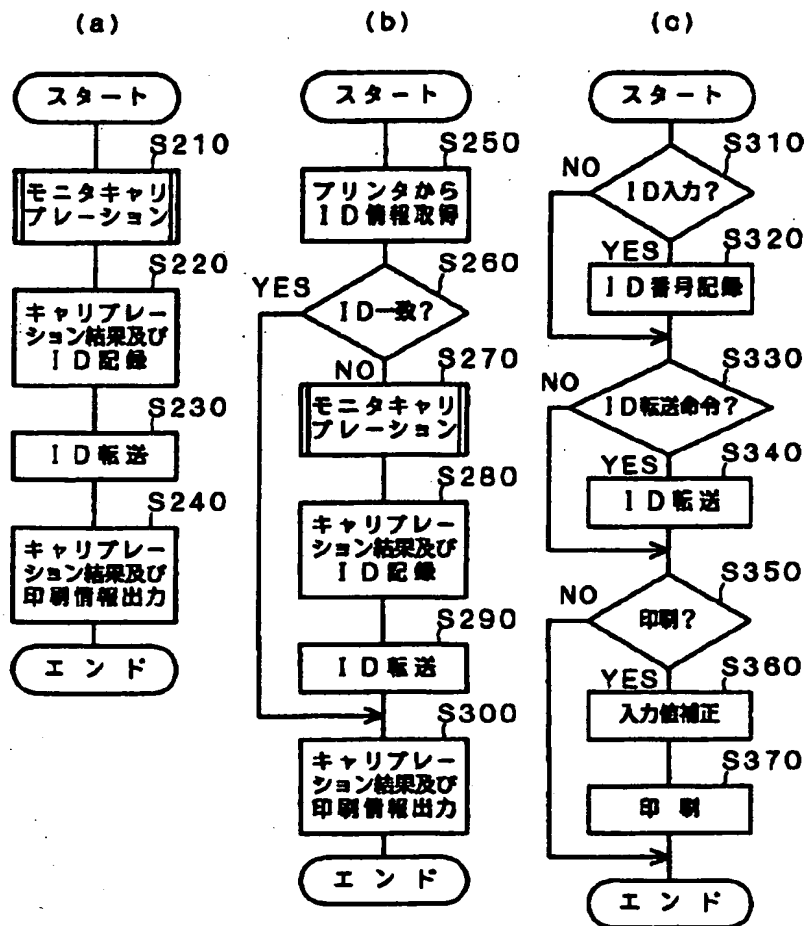 (a)
スタート
S210
モニタキャリ
ブレーション
S220
キャリブレー
ション結果及び
ID記録
S230
ID転送
S240
キャリブレー
ション結果及び
印刷情報出力
エンド
(b)
スタート
S250
プリンタから
ID情報取得
S260
YES
ID一致?
NO
S270
モニタキャリ
ブレーション
S280
キャリブレー
ション結果及び
ID記録
S290
ID転送
S300
キャリブレー
ション結果及び
印刷情報出力
エンド
(c)
スタート
S310
NO
ID入力?
YES
S320
ID番号記録
S330
NO
ID転送命令?
YES
S340
ID転送
S350
NO
印刷?
YES
S360
入力値補正
S370
印刷
エンド